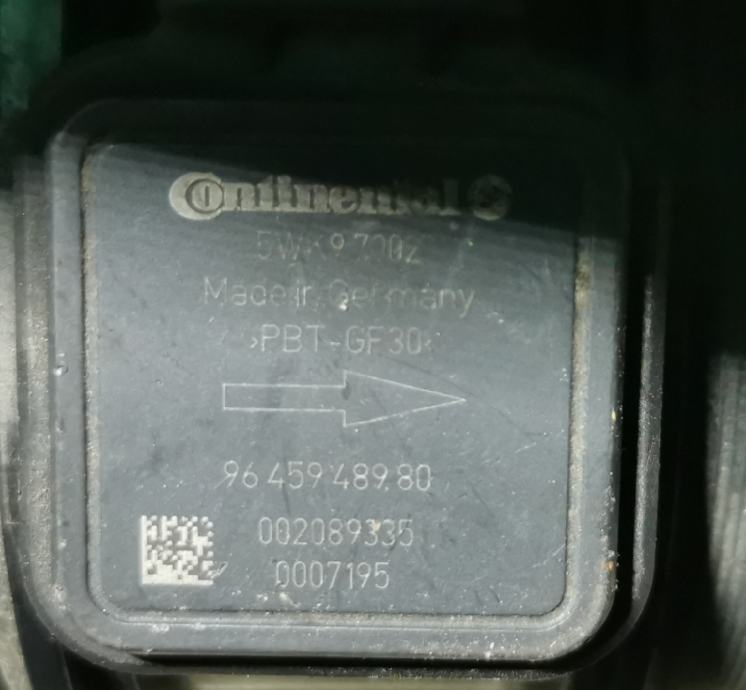 Continental
5WK97002
Made in Germany
>PBT-GF30<
96 459 489 80
002089335
0007195